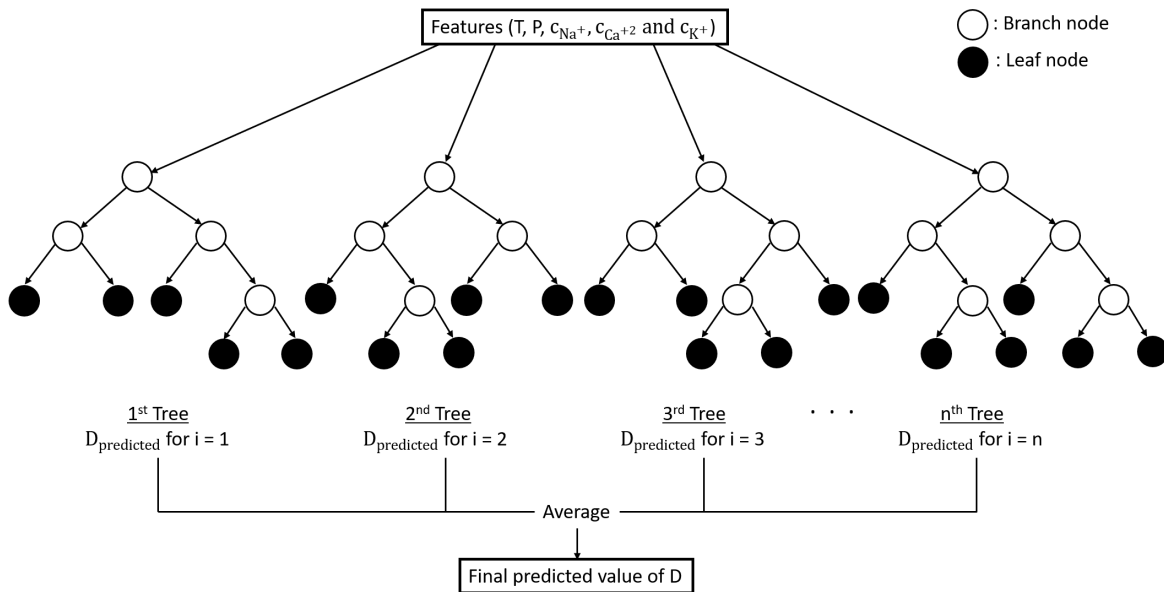 Features (T, P, c_Na⁺, c_Ca⁺² and c_K⁺)
: Branch node
: Leaf node
1st Tree
D_predicted for i = 1
2nd Tree
D_predicted for i = 2
3rd Tree
D_predicted for i = 3
. . .
nth Tree
D_predicted for i = n
Average
Final predicted value of D